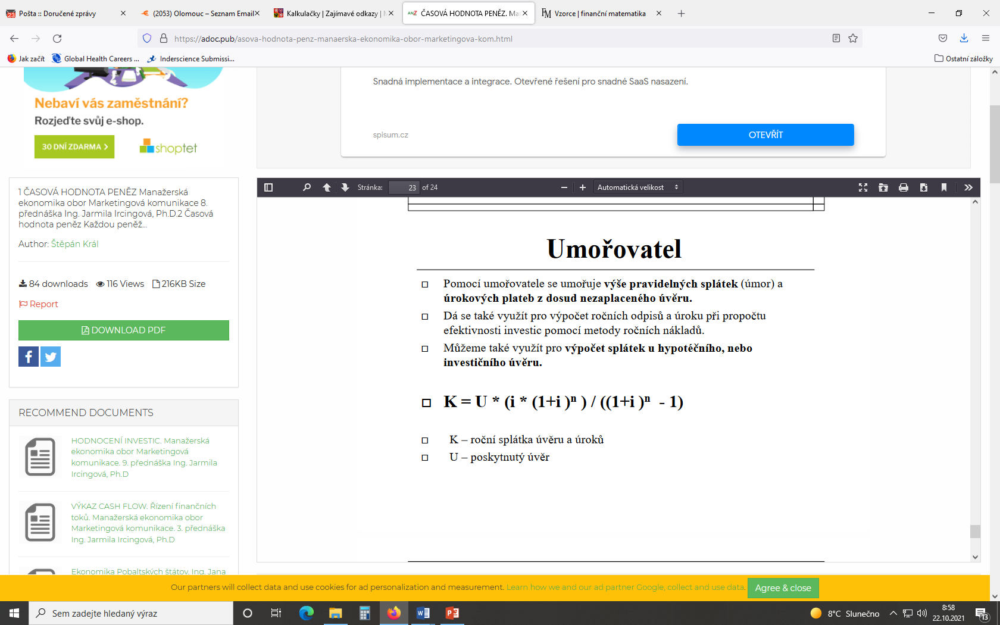 Pošta :: Doručené zprávy
(2053) Olomouc – Seznam Email
Kalkulačky | Zajímavé odkazy |
ČASOVÁ HODNOTA PENĚZ. Ma
Vzorce | finanční matematika
https://adoc.pub/asova-hodnota-penz-manaerska-ekonomika-obor-marketingova-kom.html
Jak začít
Global Health Careers ...
Inderscience Submissi...
Ostatní záložky
Nebaví vás zaměstnání?
Rozjeďte svůj e-shop.
30 DNÍ ZDARMA
shoptet
Snadná implementace a integrace. Otevřené řešení pro snadné SaaS nasazení.
spisum.cz
OTEVŘÍT
1 ČASOVÁ HODNOTA PENĚZ Manažerská
ekonomika obor Marketingová komunikace 8.
přednáška Ing. Jarmila Ircingová, Ph.D.2 Časová
hodnota peněz Každou peněž...
Author: Štěpán Král
84 downloads 116 Views 216KB Size
Report
DOWNLOAD PDF
RECOMMEND DOCUMENTS
HODNOCENÍ INVESTIC. Manažerská
ekonomika obor Marketingová
komunikace. 9. přednáška Ing. Jarmila
Ircingová, Ph.D
VÝKAZ CASH FLOW. Řízení finančních
toků. Manažerská ekonomika obor
Marketingová komunikace. 3. přednáška
Ing. Jarmila Ircingová, Ph.D
Ekonomika Pobaltských štátov. Ing. Jana
Stránka: 23 of 24
Automatická velikost
Umořovatel
Pomocí umořovatele se umořuje výše pravidelných splátek (úmor) a
úrokových plateb z dosud nezaplaceného úvěru.
Dá se také využít pro výpočet ročních odpisů a úroku při propočtu
efektivnosti investic pomocí metody ročních nákladů.
Můžeme také využít pro výpočet splátek u hypotéčního, nebo
investičního úvěru.
K = U * (i * (1+i )ⁿ ) / ((1+i )ⁿ - 1)
K – roční splátka úvěru a úroků
U – poskytnutý úvěr
Our partners will collect data and use cookies for ad personalization and measurement. Learn how we and our ad partner Google, collect and use data.
Agree & close
Sem zadejte hledaný výraz
8°C Slunečno
8:58
22.10.2021
13